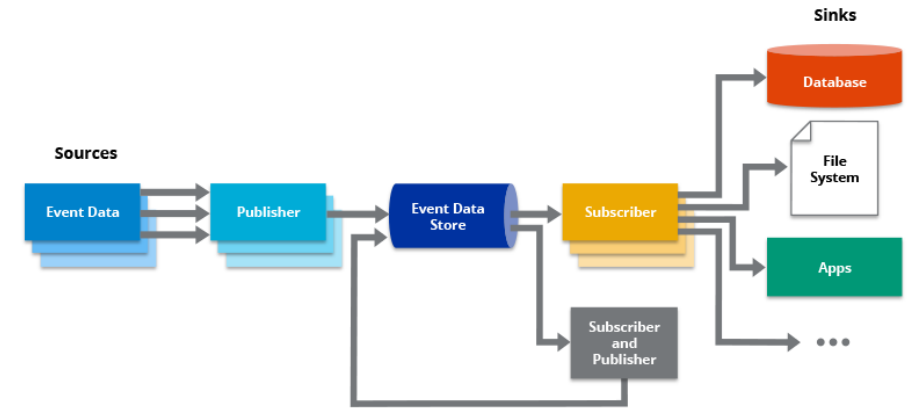 Sinks
Database
Sources
File
System
Event Data
Publisher
Event Data
Store
Subscriber
Apps
Subscriber
and
Publisher